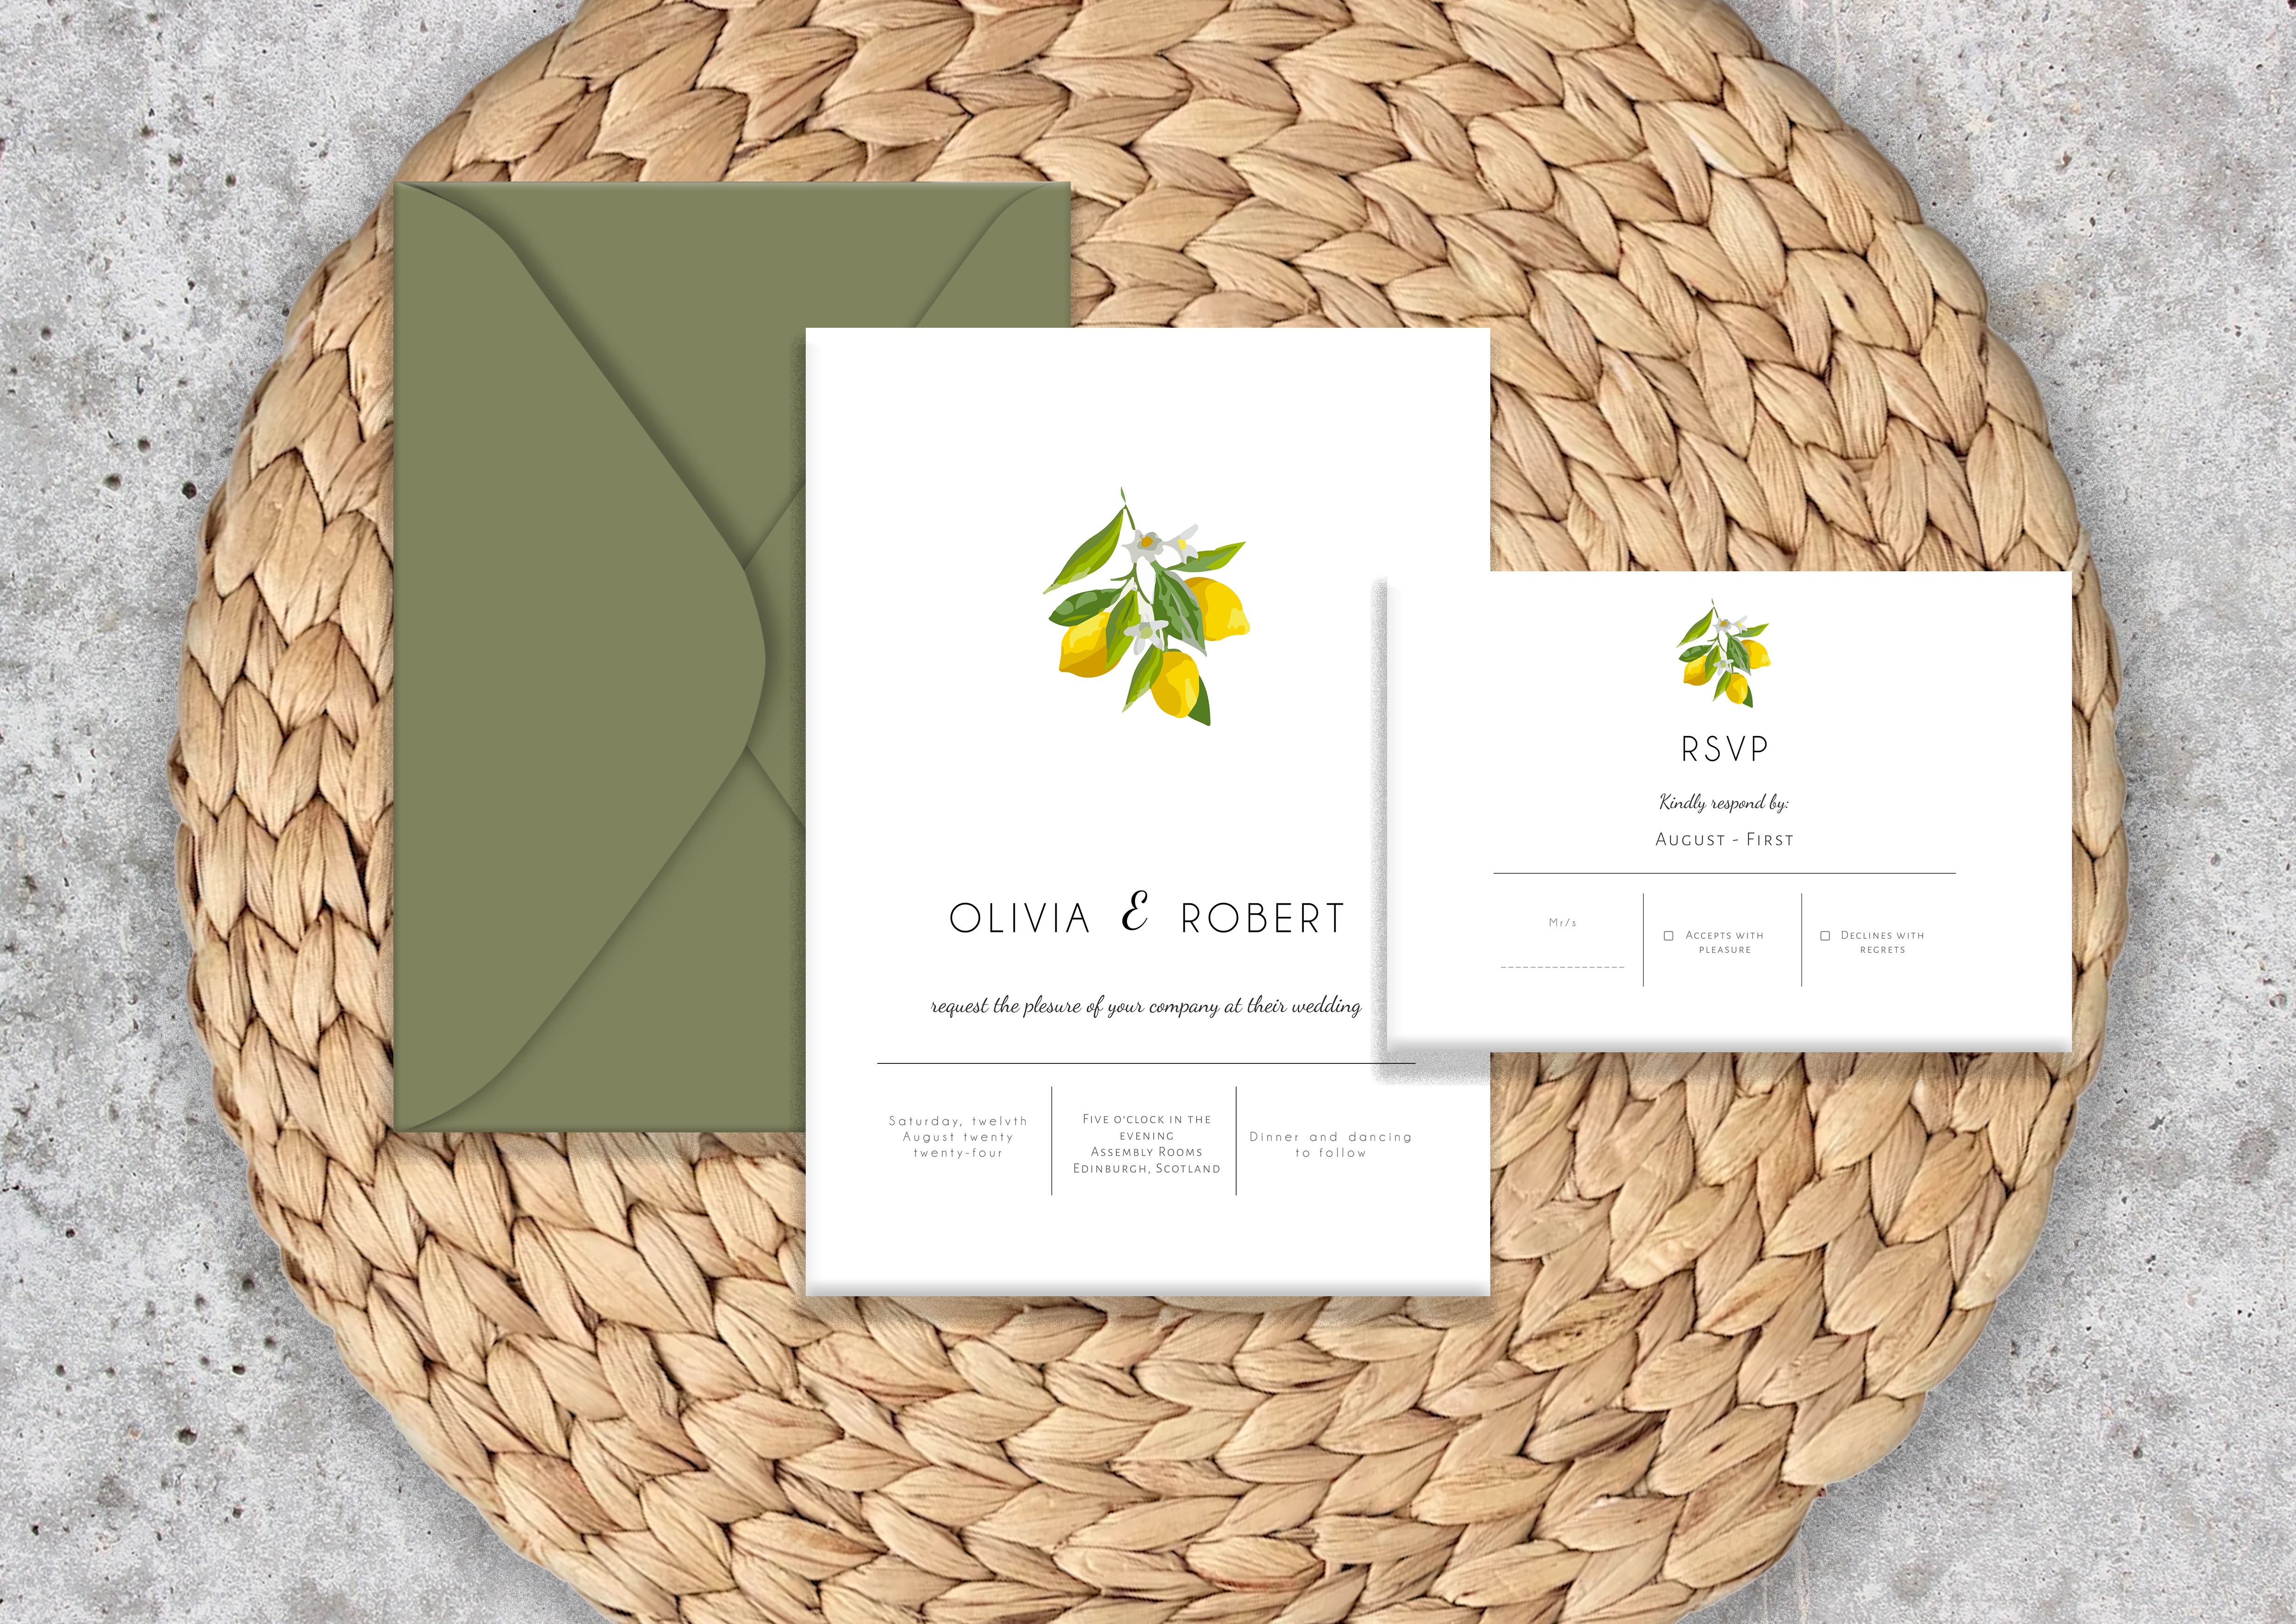 OLIVIA & ROBERT
request the plesure of your company at their wedding
Saturday, twelvth
August twenty
twenty-four
Five o'clock in the
evening
Assembly Rooms
Edinburgh, Scotland
Dinner and dancing
to follow
RSVP
Kindly respond by:
August - First
Mr/s
Accepts with
pleasure
Declines with
regrets